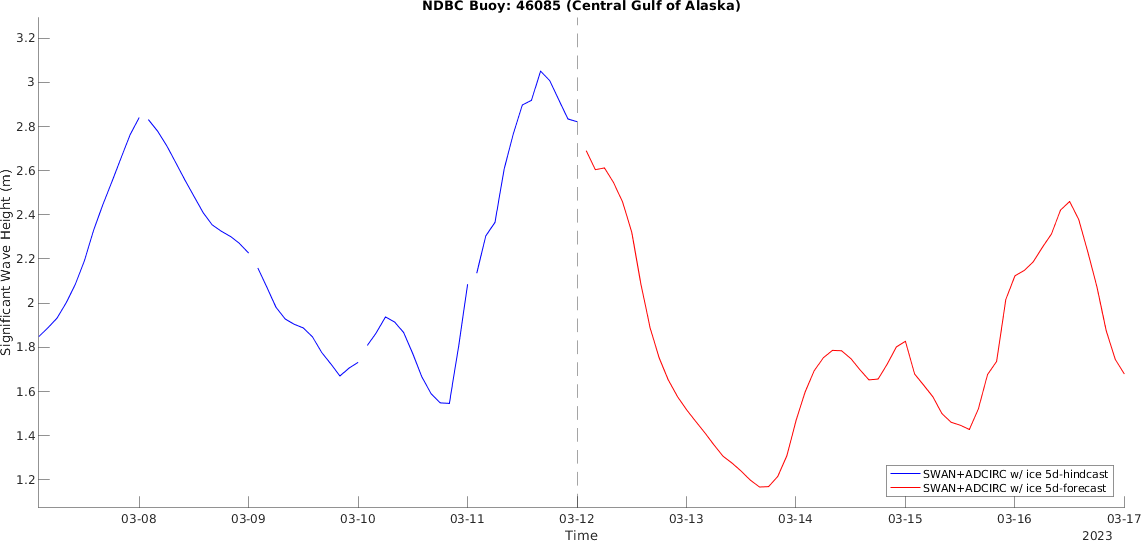 NDBC Buoy: 46085 (Central Gulf of Alaska)
3.2
3
2.8
2.6
2.4
2.2
2
1.8
1.6
1.4
1.2
Significant Wave Height (m)
SWAN+ADCIRC w/ ice 5d-hindcast
SWAN+ADCIRC w/ ice 5d-forecast
03-08 03-09 03-10 03-11 03-12 03-13 03-14 03-15 03-16 03-17
Time
2023